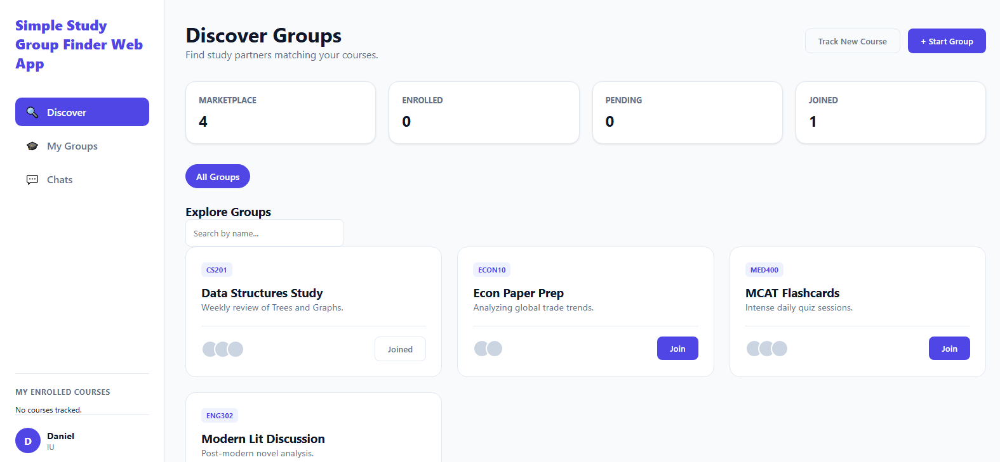 Simple Study
Group Finder Web
App
Discover
My Groups
Chats
MY ENROLLED COURSES
No courses tracked.
D
Daniel
IU
Discover Groups
Find study partners matching your courses.
Track New Course
+ Start Group
MARKETPLACE
4
ENROLLED
0
PENDING
0
JOINED
1
All Groups
Explore Groups
Search by name...
CS201
Data Structures Study
Weekly review of Trees and Graphs.
Joined
ECON10
Econ Paper Prep
Analyzing global trade trends.
Join
MED400
MCAT Flashcards
Intense daily quiz sessions.
Join
ENG302
Modern Lit Discussion
Post-modern novel analysis.